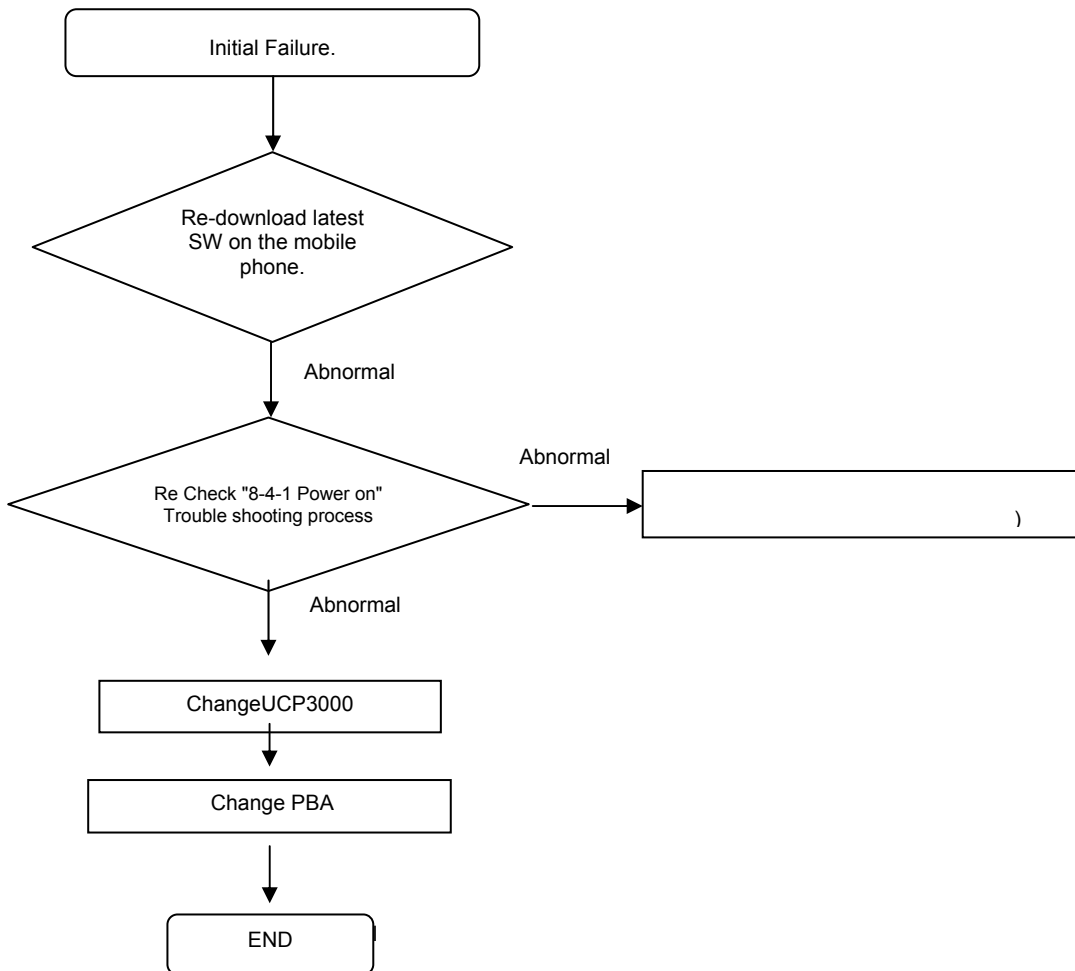 Initial Failure.
Re-download latest
SW on the mobile
phone.
Abnormal
Abnormal
Re Check "8-4-1 Power on"
Trouble shooting process
)
Abnormal
ChangeUCP3000
Change PBA
END